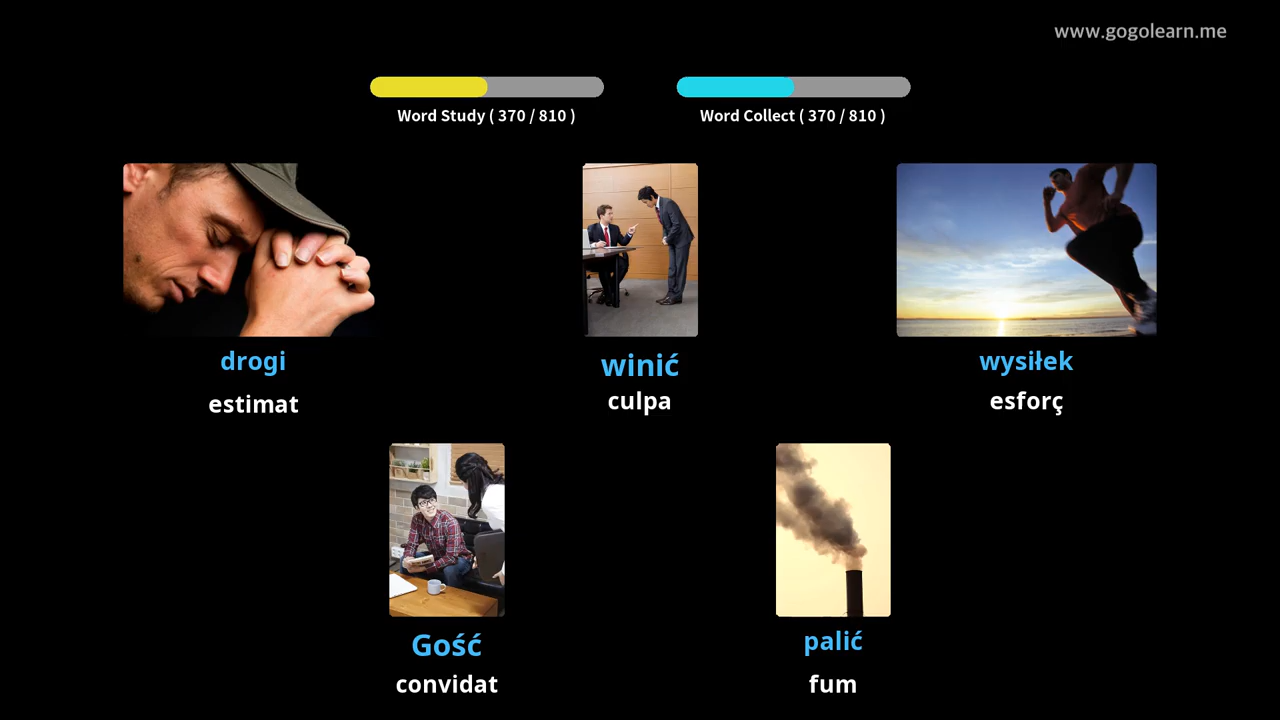 www.gogolearn.me
Word Study ( 370 / 810 )
Word Collect ( 370 / 810 )
drogi
estimat
winić
culpa
wysiłek
esforç
Gość
convidat
palić
fum